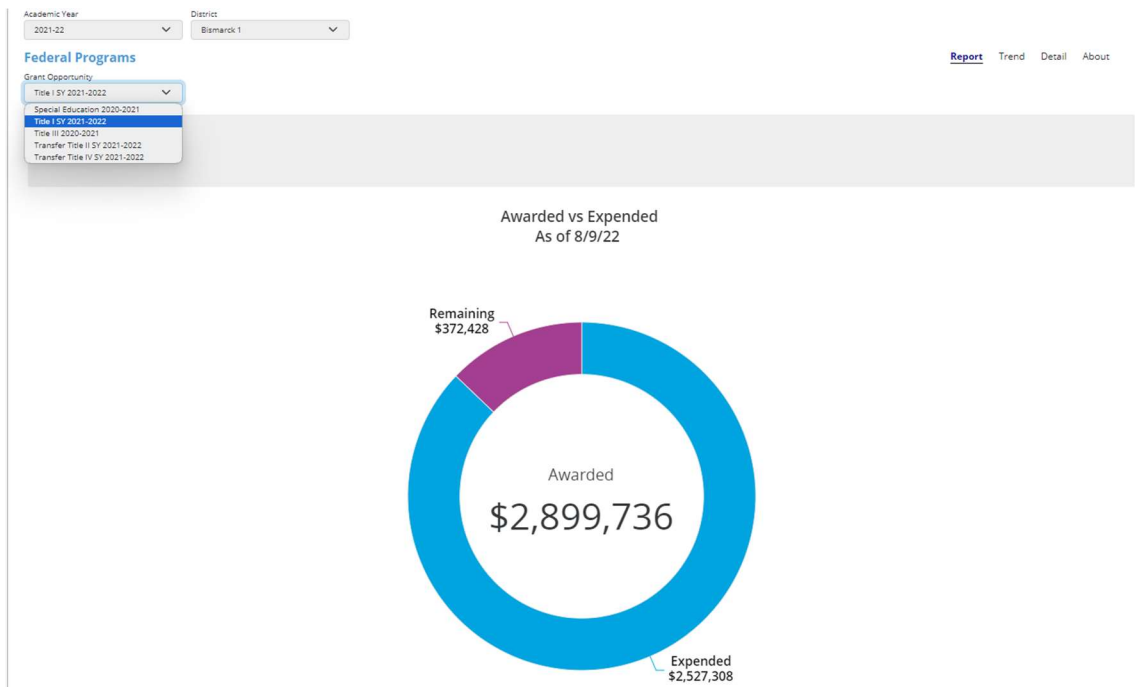 Academic Year
District
2021-22
Bismarck 1
Federal Programs
Report Trend Detail About
Grant Opportunity
Title I SY 2021-2022
Special Education 2020-2021
Title I SY 2021-2022
Title III 2020-2021
Transfer Title II SY 2021-2022
Transfer Title IV SY 2021-2022
Awarded vs Expended
As of 8/9/22
Remaining
$372,428
Awarded
$2,899,736
Expended
$2,527,308